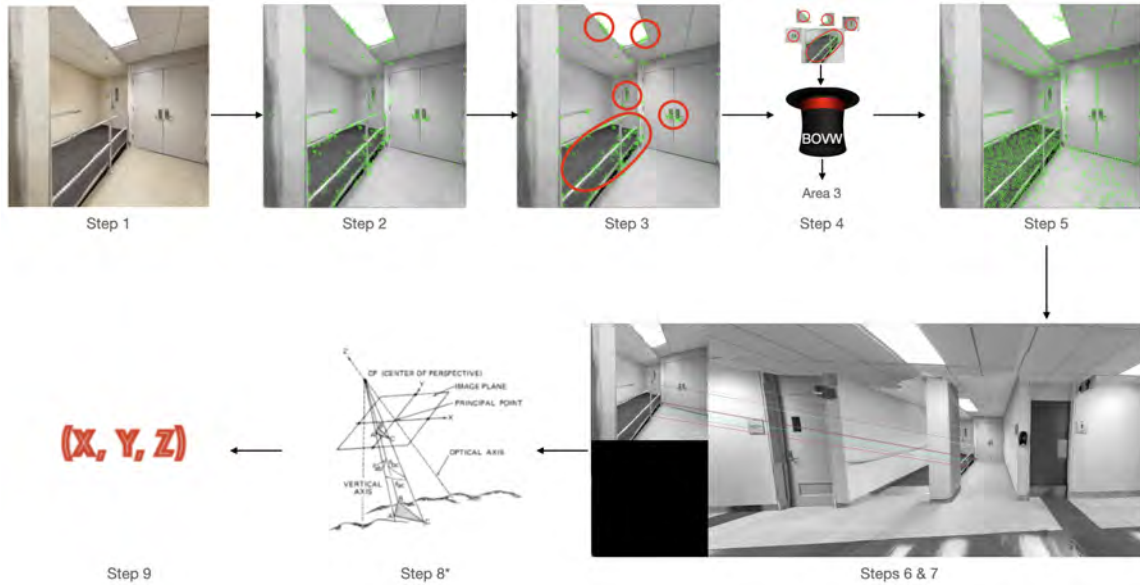 BOVW
Area 3
Step 1
Step 2
Step 3
Step 4
Step 5
Z
CP (CENTER OF PERSPECTIVE)
Y
IMAGE PLANE
PRINCIPAL POINT
X
OPTICAL AXIS
VERTICAL
AXIS
A
C
(X, Y, Z)
Step 9
Step 8*
Steps 6 & 7